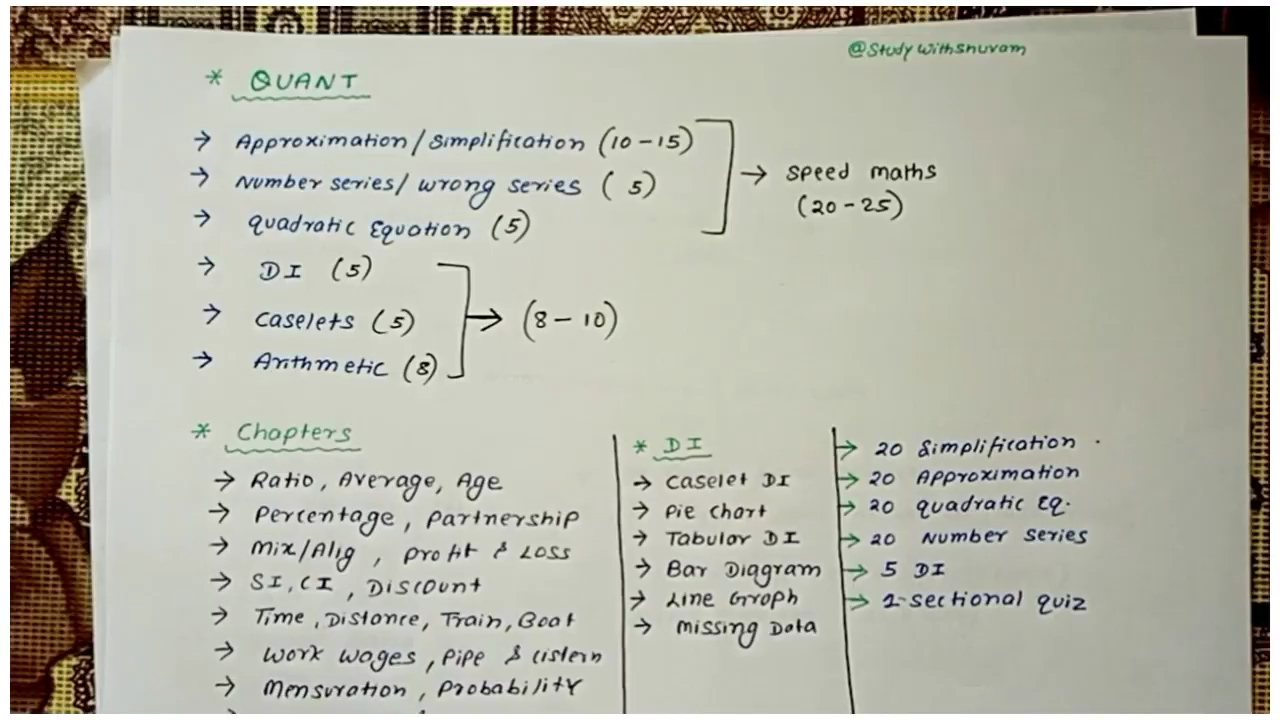 @StudyWithShuvam
* QUANT
→ Approximation / Simplification (10 - 15)
→ Number series / wrong series ( 5)
→ quadratic Equation (5)
→ speed maths
(20 - 25)
→ DI (5)
→ Caselets (5)
→ Arithmetic (8)
→ (8 - 10)
* Chapters
→ Ratio, Average, Age
→ Percentage, Partnership
→ Mix/Alig, profit & Loss
→ SI, CI, Discount
→ Time, Distance, Train, Boat
→ Work wages, Pipe & Cistern
→ Mensuration, Probability
* DI
→ Caselet DI
→ Pie Chart
→ Tabular DI
→ Bar Diagram
→ Line Graph
→ Missing Data
→ 20 Simplification
→ 20 Approximation
→ 20 quadratic Eq.
→ 20 Number series
→ 5 DI
→ 1-sectional quiz